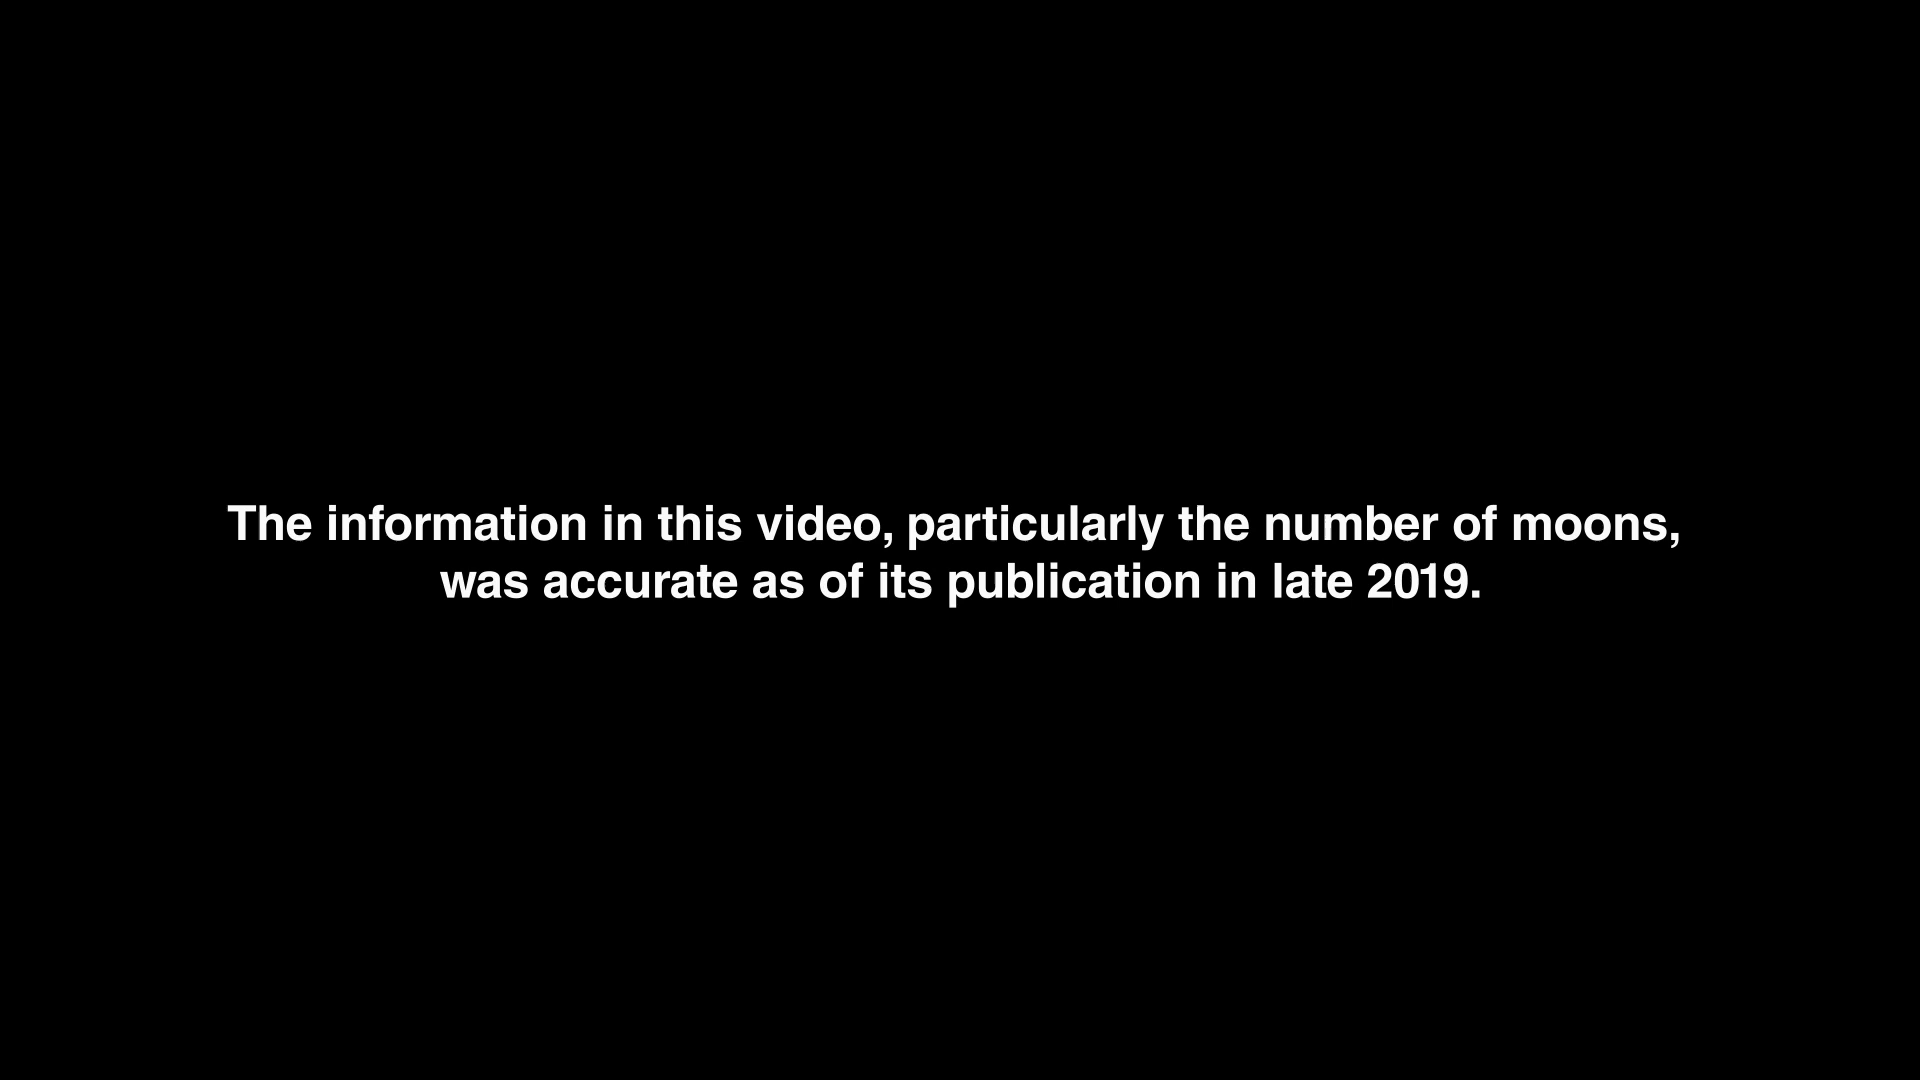 The information in this video, particularly the number of moons,
was accurate as of its publication in late 2019.